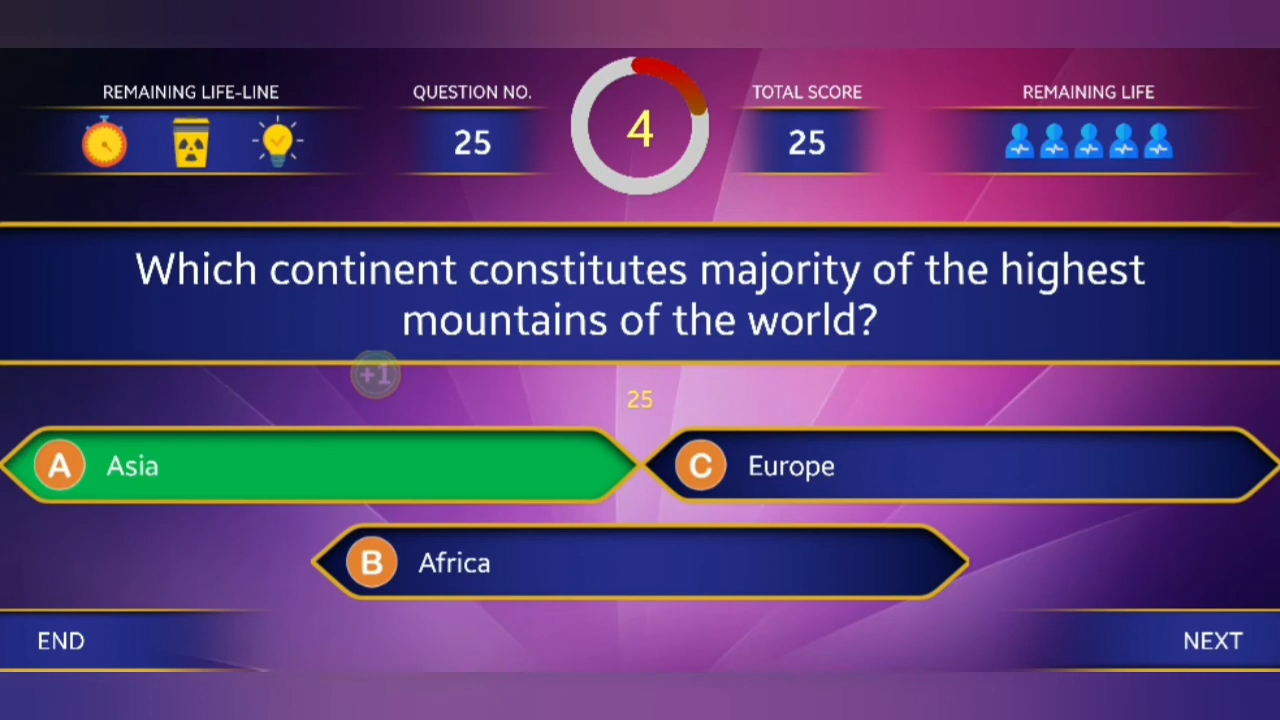 REMAINING LIFE-LINE
QUESTION NO.
25
4
TOTAL SCORE
25
REMAINING LIFE
Which continent constitutes majority of the highest
mountains of the world?
+1
25
A Asia
C Europe
B Africa
END
NEXT